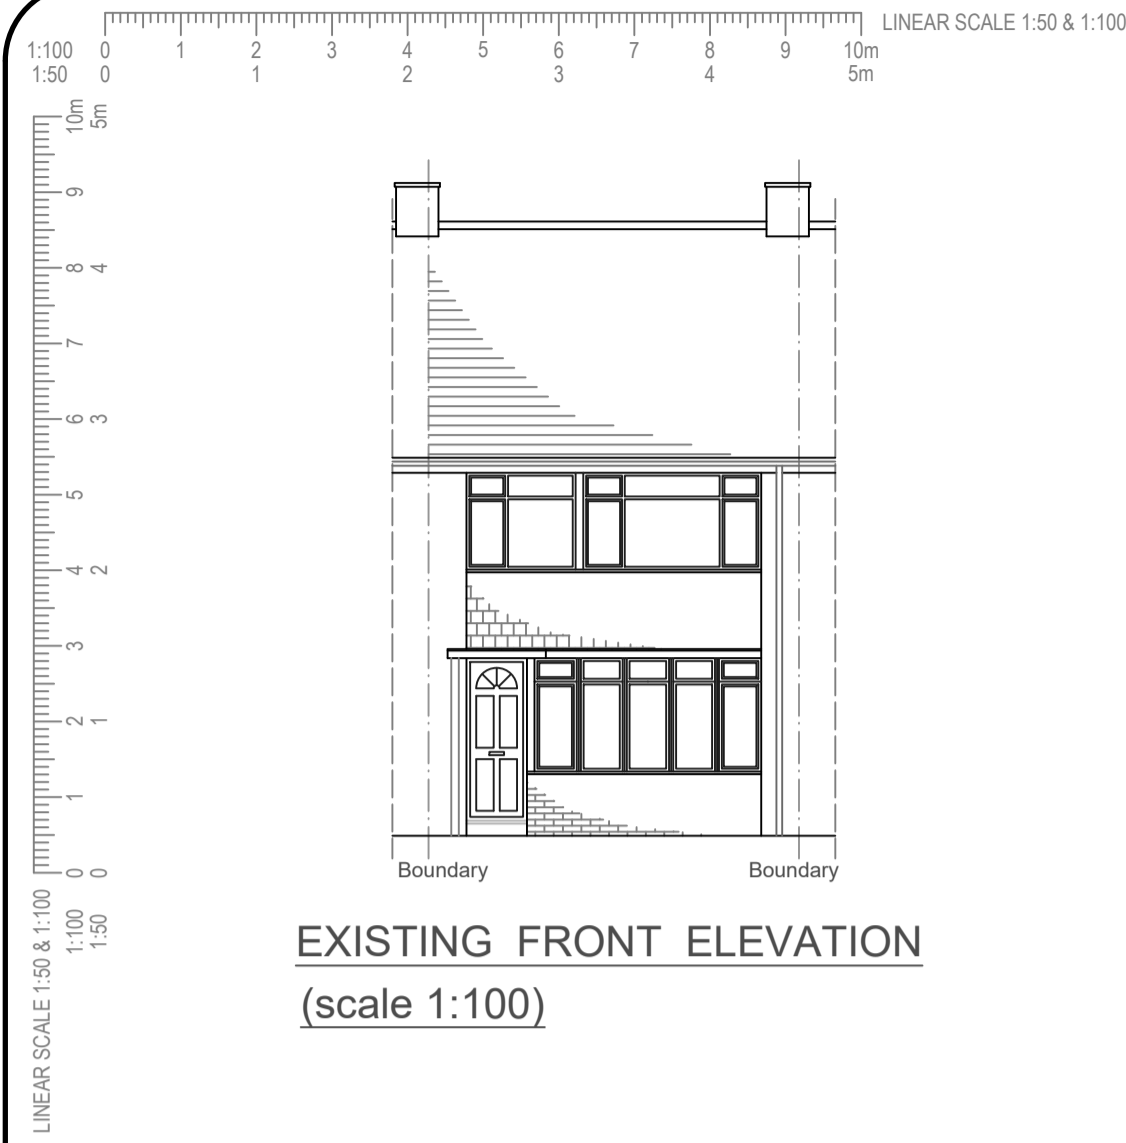 LINEAR SCALE 1:50 & 1:100
1:100 0 1 2 3 4 5 6 7 8 9 10m
1:50 0 1 2 3 4 5m
10m 5m
9
8 4
7
6 3
5
4 2
3
2 1
1
0 0
1:100 1:50
LINEAR SCALE 1:50 & 1:100
Boundary Boundary
EXISTING FRONT ELEVATION
(scale 1:100)